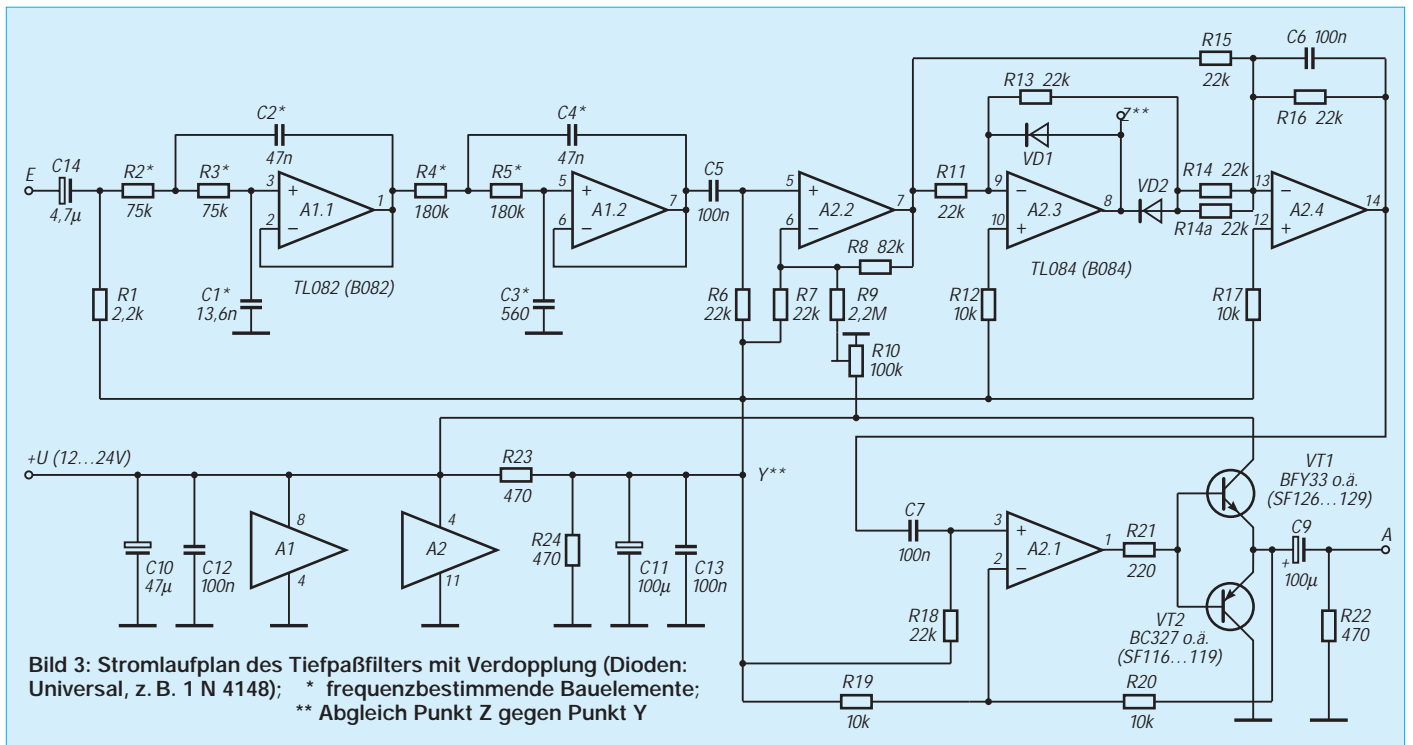 R15
22k
C6 100n
R13 22k
R16 22k
Z**
C2*
47n
C4*
47n
E
C14
4,7µ
R2*
75k
R3*
75k
3
2
+
−
A1.1
1
R4*
180k
R5*
180k
5
6
+
−
A1.2
7
C5
100n
5
6
+
−
A2.2
7
R11
22k
VD1
9
10
−
+
A2.3
8
VD2
R14 22k
R14a 22k
13
12
−
+
A2.4
14
R8 82k
TL082 (B082)
TL084 (B084)
R1
2,2k
C1*
13,6n
C3*
560
R6
22k
R7
22k
R9
2,2M
R12
10k
R17
10k
R10
100k
+U (12...24V)
R23
470
Y**
VT1
BFY33 o.ä.
(SF126...129)
C10
47µ
C12
100n
8
A1
4
4
A2
11
R24
470
C11
100µ
C13
100n
C7
100n
3
2
+
−
A2.1
1
R21
220
C9
+
100µ
A
R18
22k
VT2
BC327 o.ä.
(SF116...119)
R22
470
R19
10k
R20
10k
Bild 3: Stromlaufplan des Tiefpaßfilters mit Verdopplung (Dioden:
Universal, z. B. 1 N 4148); * frequenzbestimmende Bauelemente;
** Abgleich Punkt Z gegen Punkt Y